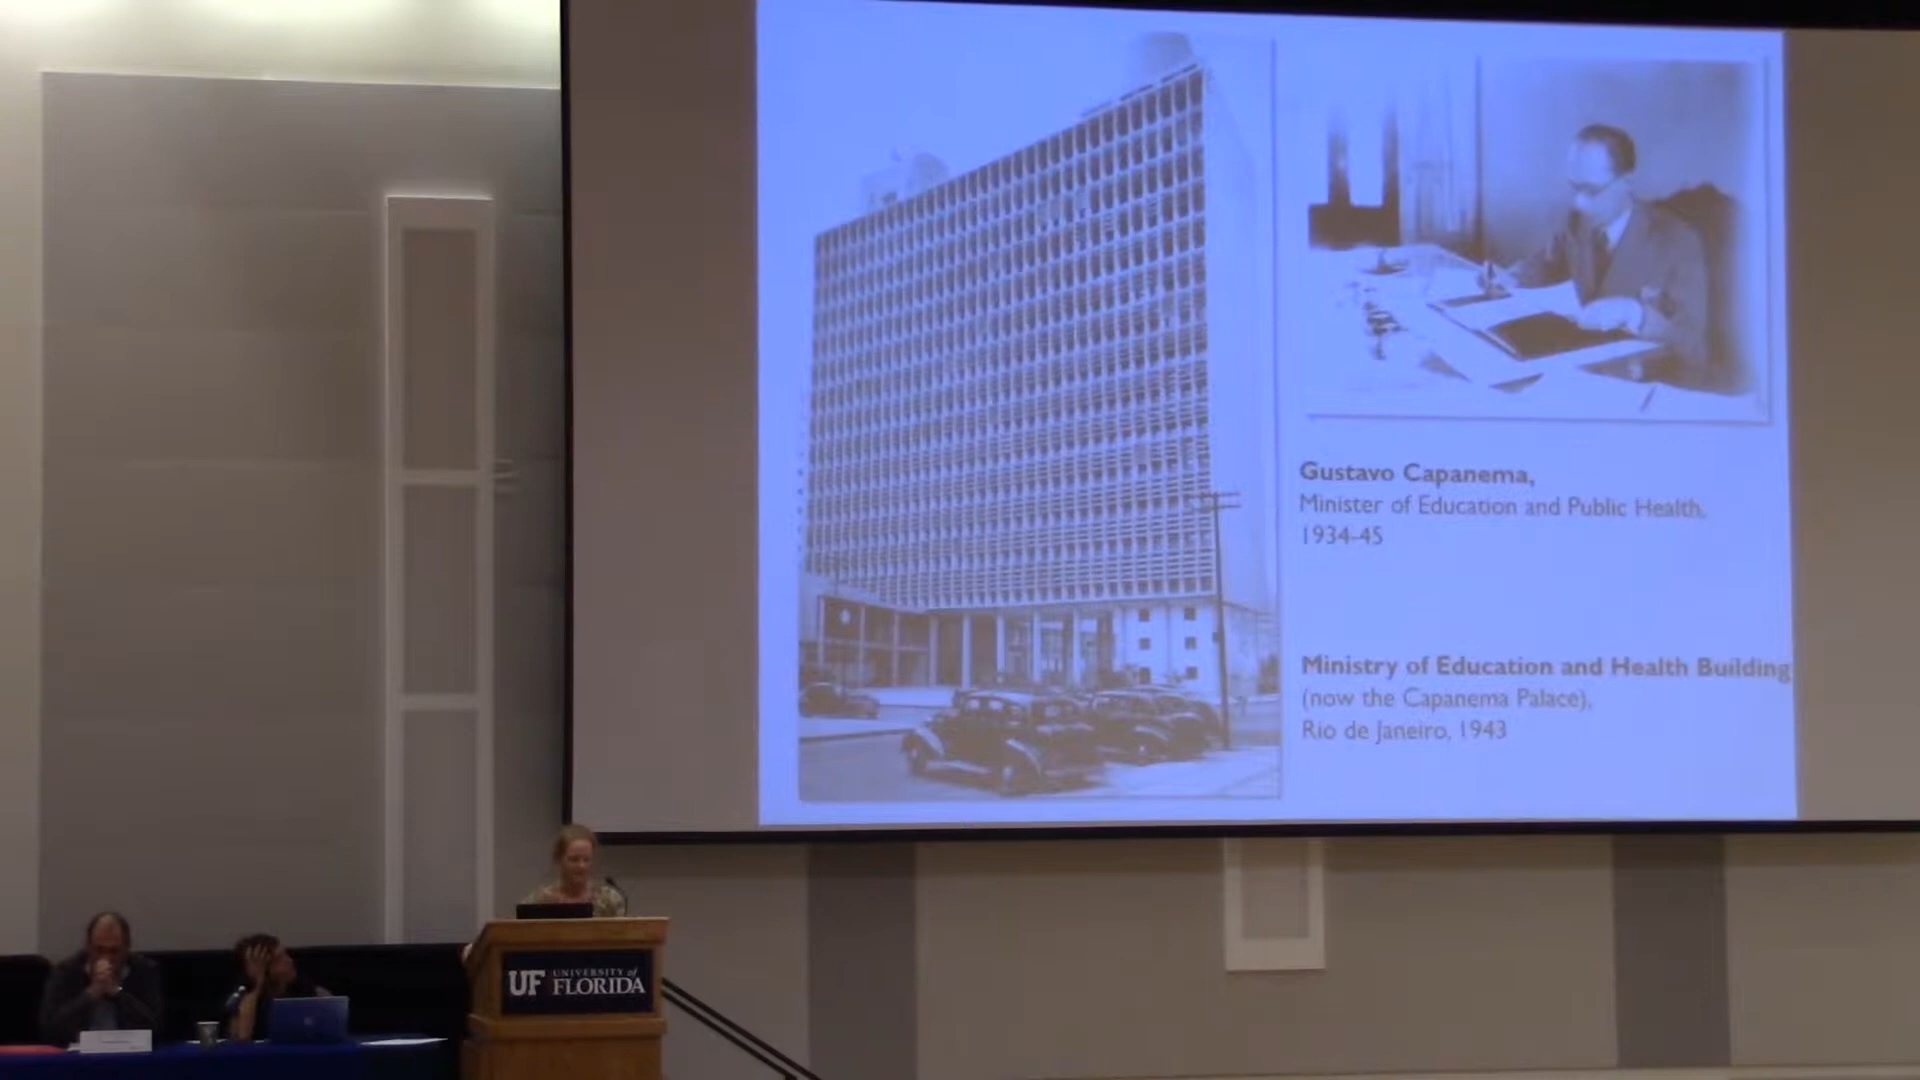 Gustavo Capanema,
Minister of Education and Public Health,
1934-45
Ministry of Education and Health Building
(now the Capanema Palace),
Rio de Janeiro, 1943
UF UNIVERSITY of
FLORIDA